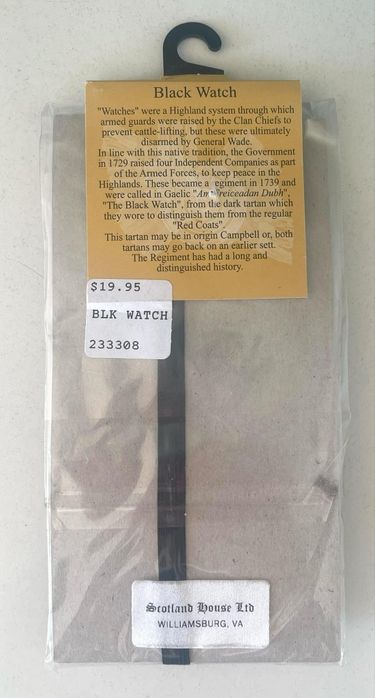 Black Watch
"Watches" were a Highland system through which
armed guards were raised by the Clan Chiefs to
prevent cattle-lifting, but these were ultimately
disarmed by General Wade.
In line with this native tradition, the Government
in 1729 raised four Independent Companies as part
of the Armed Forces, to keep peace in the
Highlands. These became a egiment in 1739 and
were called in Gaelic "Am Freiceadan Dubh",
"The Black Watch", from the dark tartan which
they wore to distinguish them from the regular
"Red Coats".
This tartan may be in origin Campbell or, both
tartans may go back on an earlier sett.
The Regiment has had a long and
distinguished history.
$19.95
BLK WATCH
233308
Scotland House Ltd
WILLIAMSBURG, VA